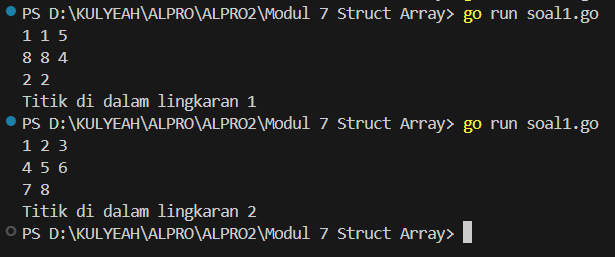 PS D:\KULYEAH\ALPRO\ALPRO2\Modul 7 Struct Array> go run soal1.go
1 1 5
8 8 4
2 2
Titik di dalam lingkaran 1
PS D:\KULYEAH\ALPRO\ALPRO2\Modul 7 Struct Array> go run soal1.go
1 2 3
4 5 6
7 8
Titik di dalam lingkaran 2
PS D:\KULYEAH\ALPRO\ALPRO2\Modul 7 Struct Array>